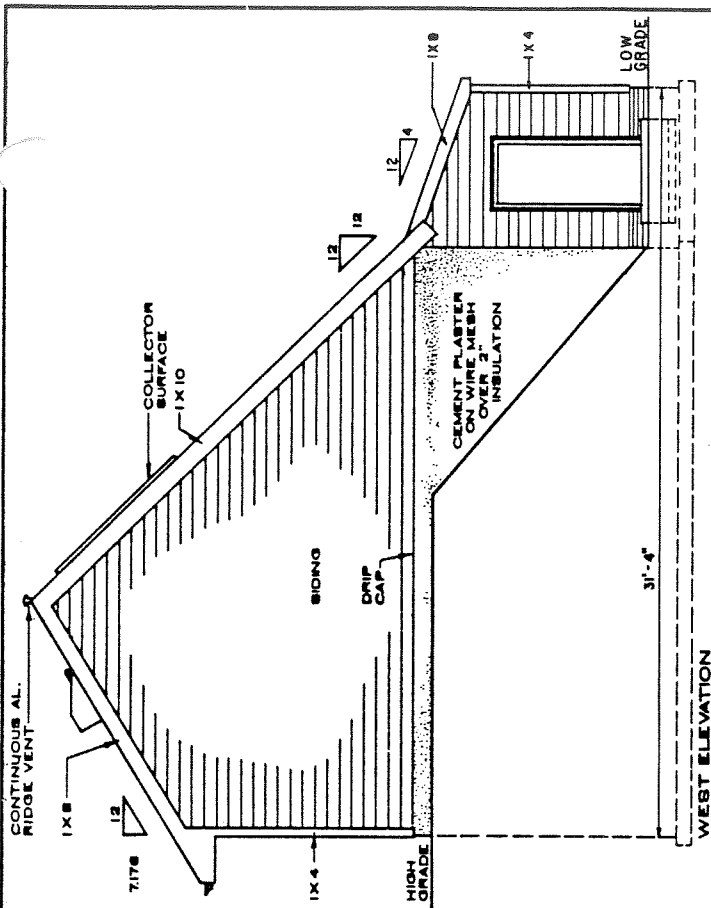 CONTINUOUS AL.
RIDGE VENT
1X8
12
7.176
COLLECTOR
SURFACE
1X10
12
12
12
4
1X8
1X4
LOW
GRADE
SIDING
DRIP
CAP
CEMENT PLASTER
ON WIRE MESH
OVER 2"
INSULATION
1X4
HIGH
GRADE
31'-4"
WEST ELEVATION